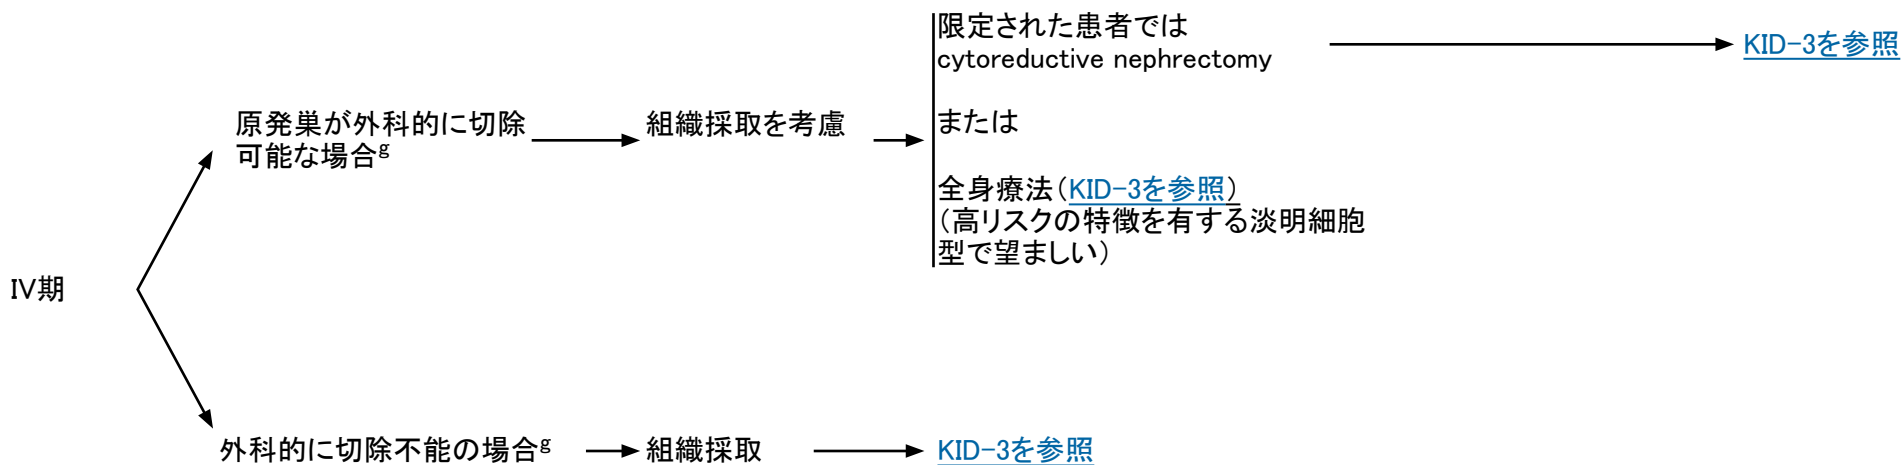 限定された患者では
cytoreductive nephrectomy
KID-3を参照
原発巣が外科的に切除
可能な場合g
組織採取を考慮
または
全身療法（KID-3を参照）
（高リスクの特徴を有する淡明細胞
型で望ましい）
IV期
外科的に切除不能の場合g
組織採取
KID-3を参照